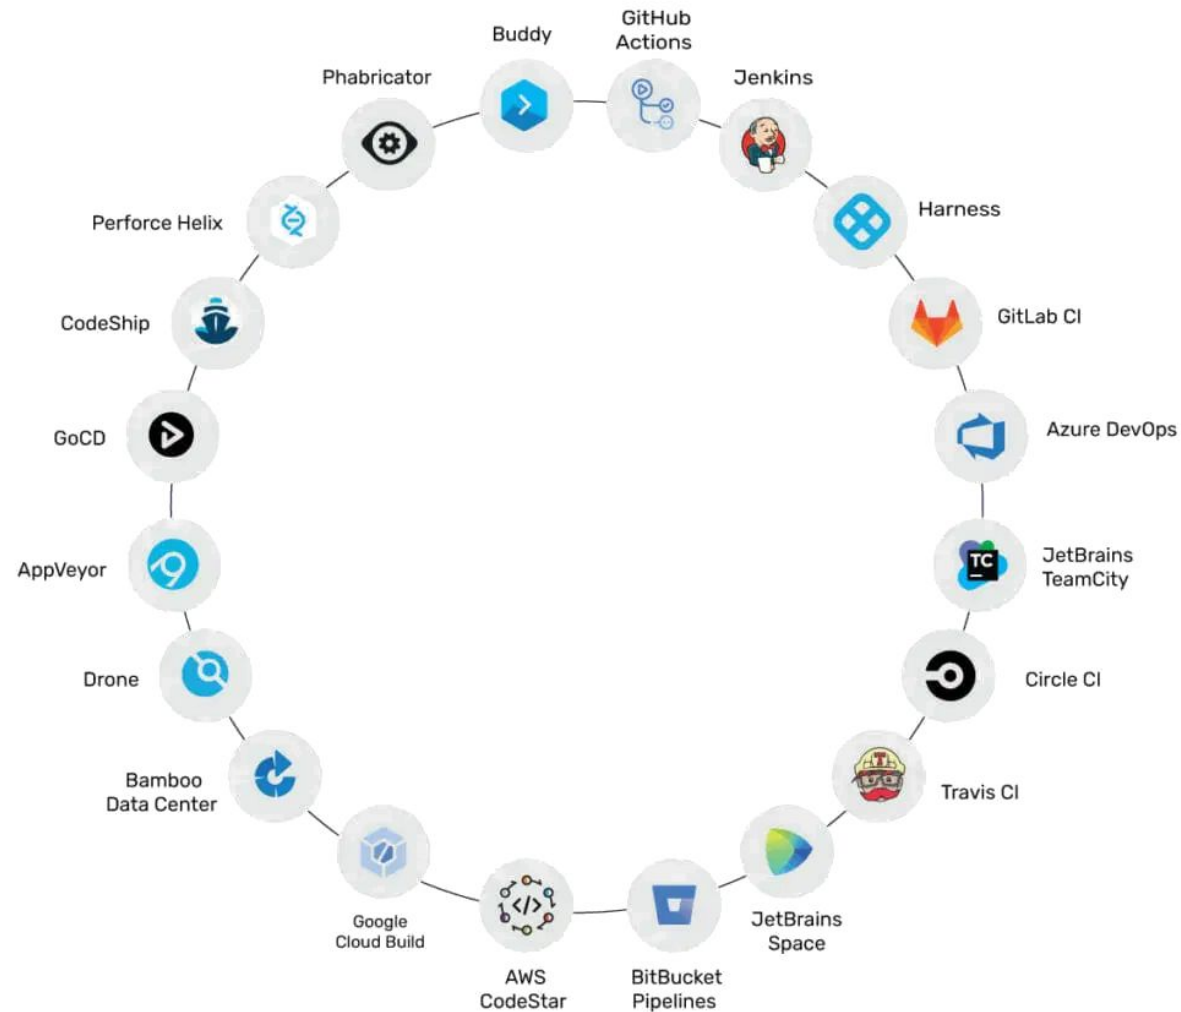 Buddy
GitHub
Actions
Jenkins
Harness
GitLab CI
Azure DevOps
JetBrains
TeamCity
TC
Circle CI
Travis CI
T
JetBrains
Space
BitBucket
Pipelines
AWS
CodeStar
</>
Google
Cloud Build
Bamboo
Data Center
Drone
AppVeyor
GoCD
CodeShip
Perforce Helix
Phabricator